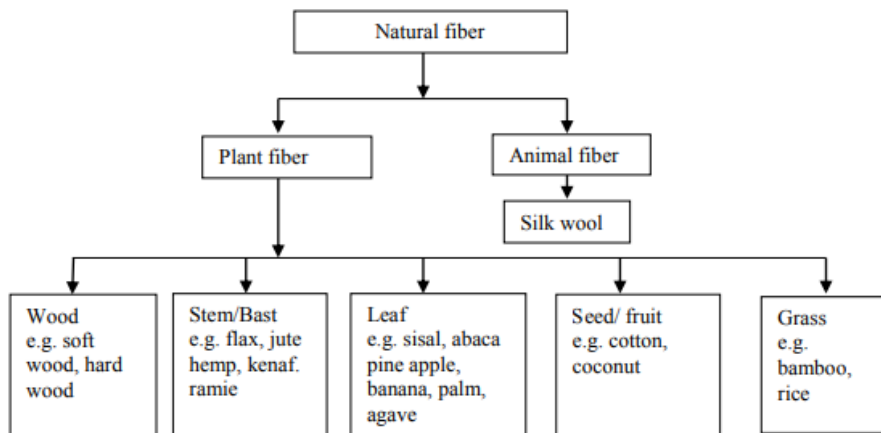 Natural fiber
Plant fiber
Animal fiber
Silk wool
Wood
e.g. soft
wood, hard
wood
Stem/Bast
e.g. flax, jute
hemp, kenaf.
ramie
Leaf
e.g. sisal, abaca
pine apple,
banana, palm,
agave
Seed/ fruit
e.g. cotton,
coconut
Grass
e.g.
bamboo,
rice